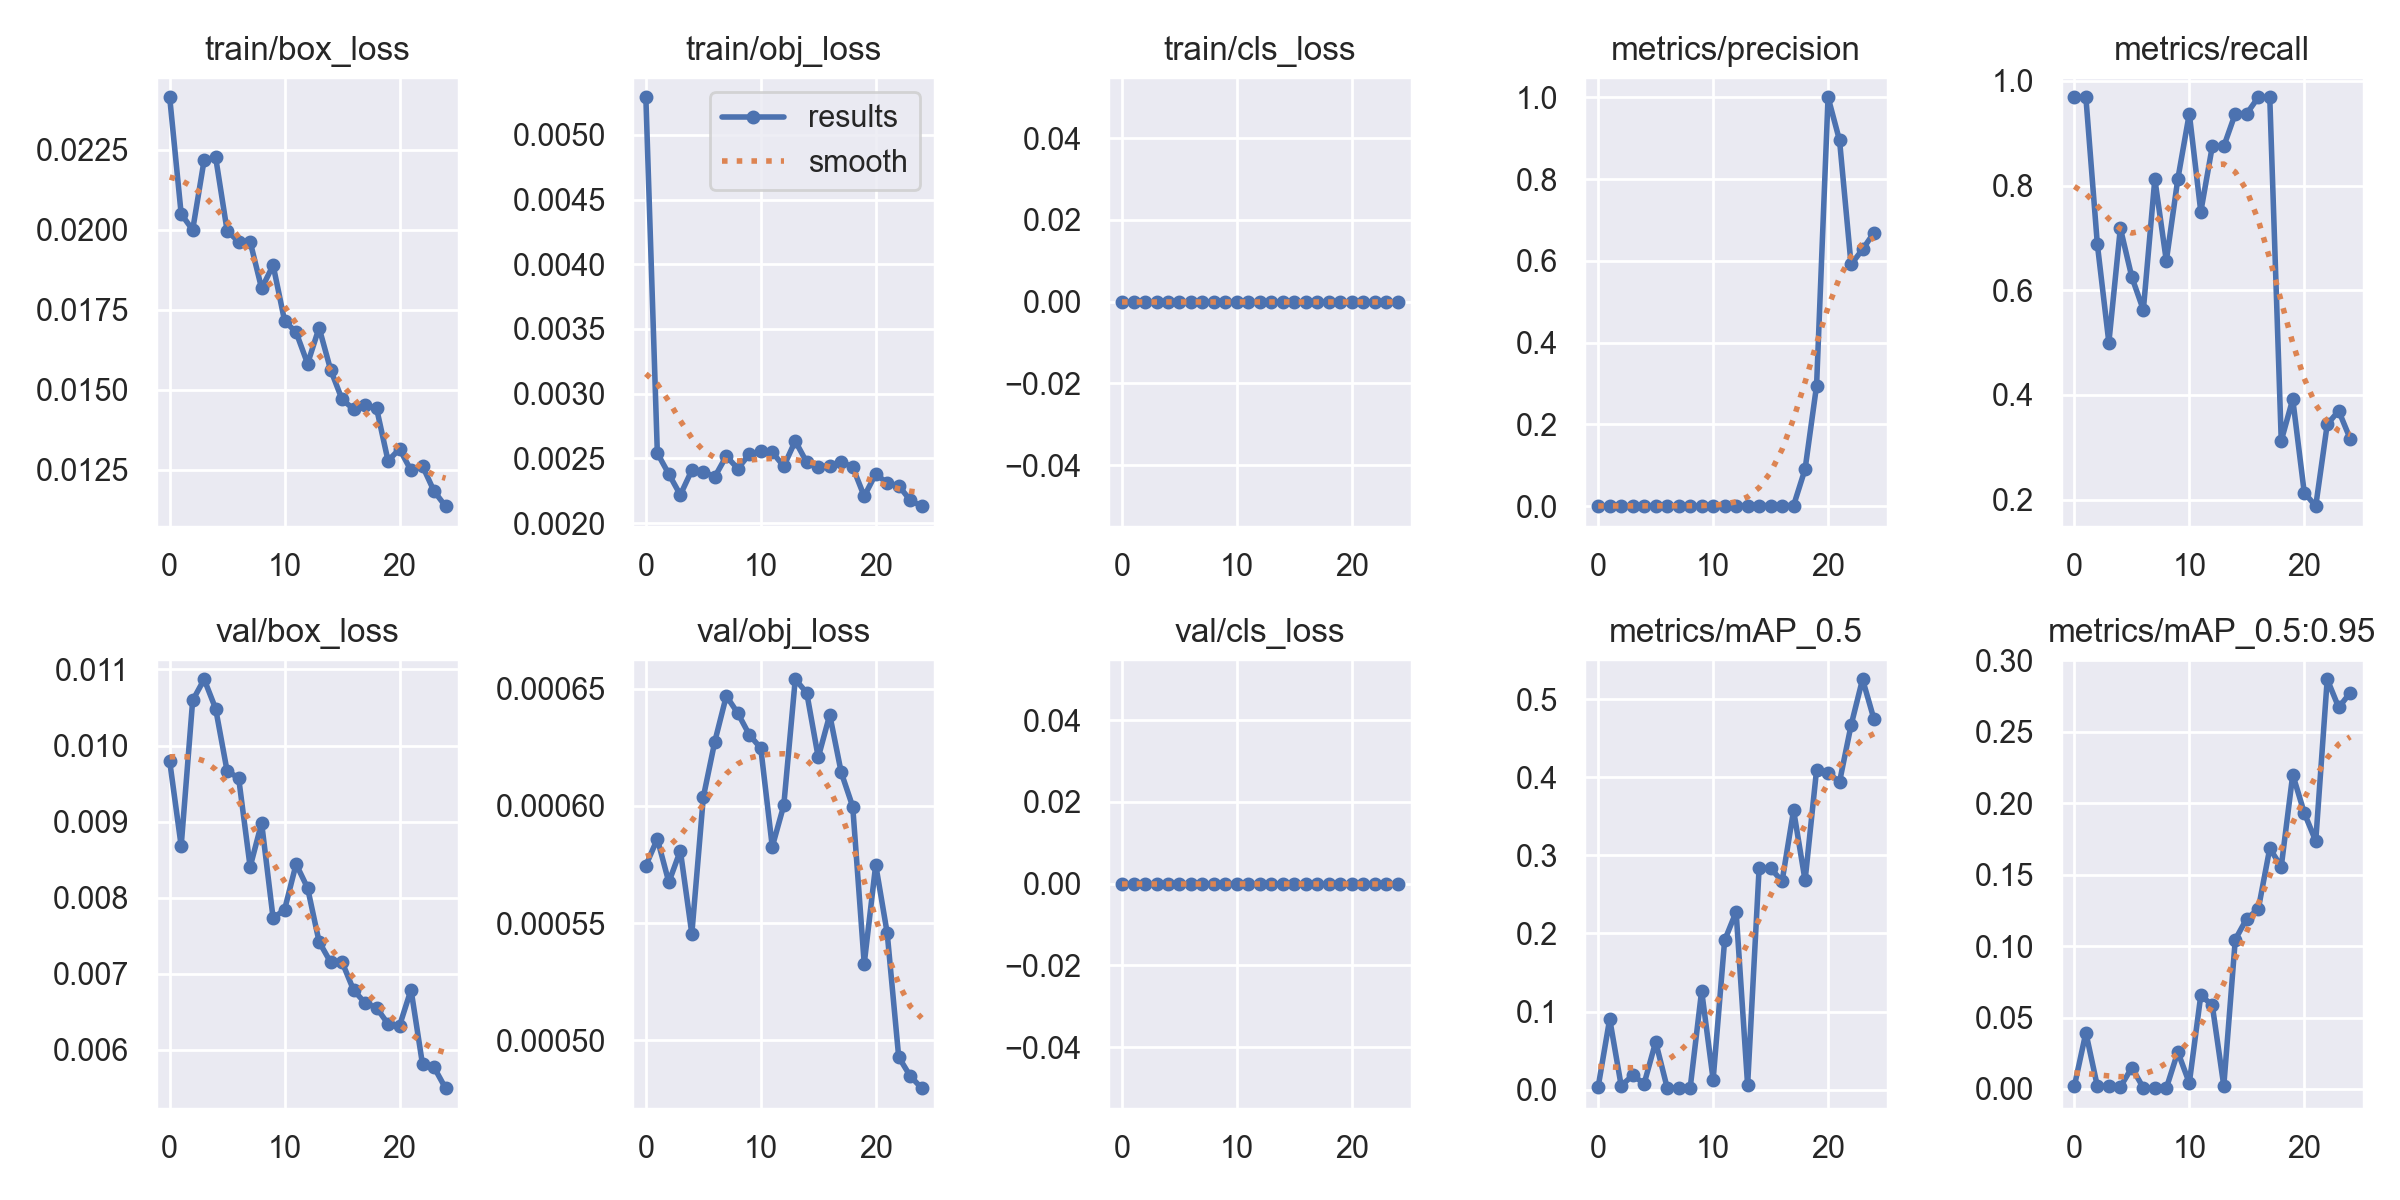 train/box_loss
0.0225
0.0200
0.0175
0.0150
0.0125
0 10 20
train/obj_loss
results
smooth
0.0050
0.0045
0.0040
0.0035
0.0030
0.0025
0.0020
0 10 20
train/cls_loss
0.04
0.02
0.00
−0.02
−0.04
0 10 20
metrics/precision
1.0
0.8
0.6
0.4
0.2
0.0
0 10 20
metrics/recall
1.0
0.8
0.6
0.4
0.2
0 10 20
val/box_loss
0.011
0.010
0.009
0.008
0.007
0.006
0 10 20
val/obj_loss
0.00065
0.00060
0.00055
0.00050
0 10 20
val/cls_loss
0.04
0.02
0.00
−0.02
−0.04
0 10 20
metrics/mAP_0.5
0.5
0.4
0.3
0.2
0.1
0.0
0 10 20
metrics/mAP_0.5:0.95
0.30
0.25
0.20
0.15
0.10
0.05
0.00
0 10 20